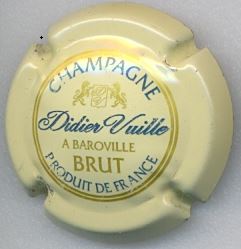 CHAMPAGNE
Didier Vuille
A BAROVILLE
BRUT
PRODUIT DE FRANCE